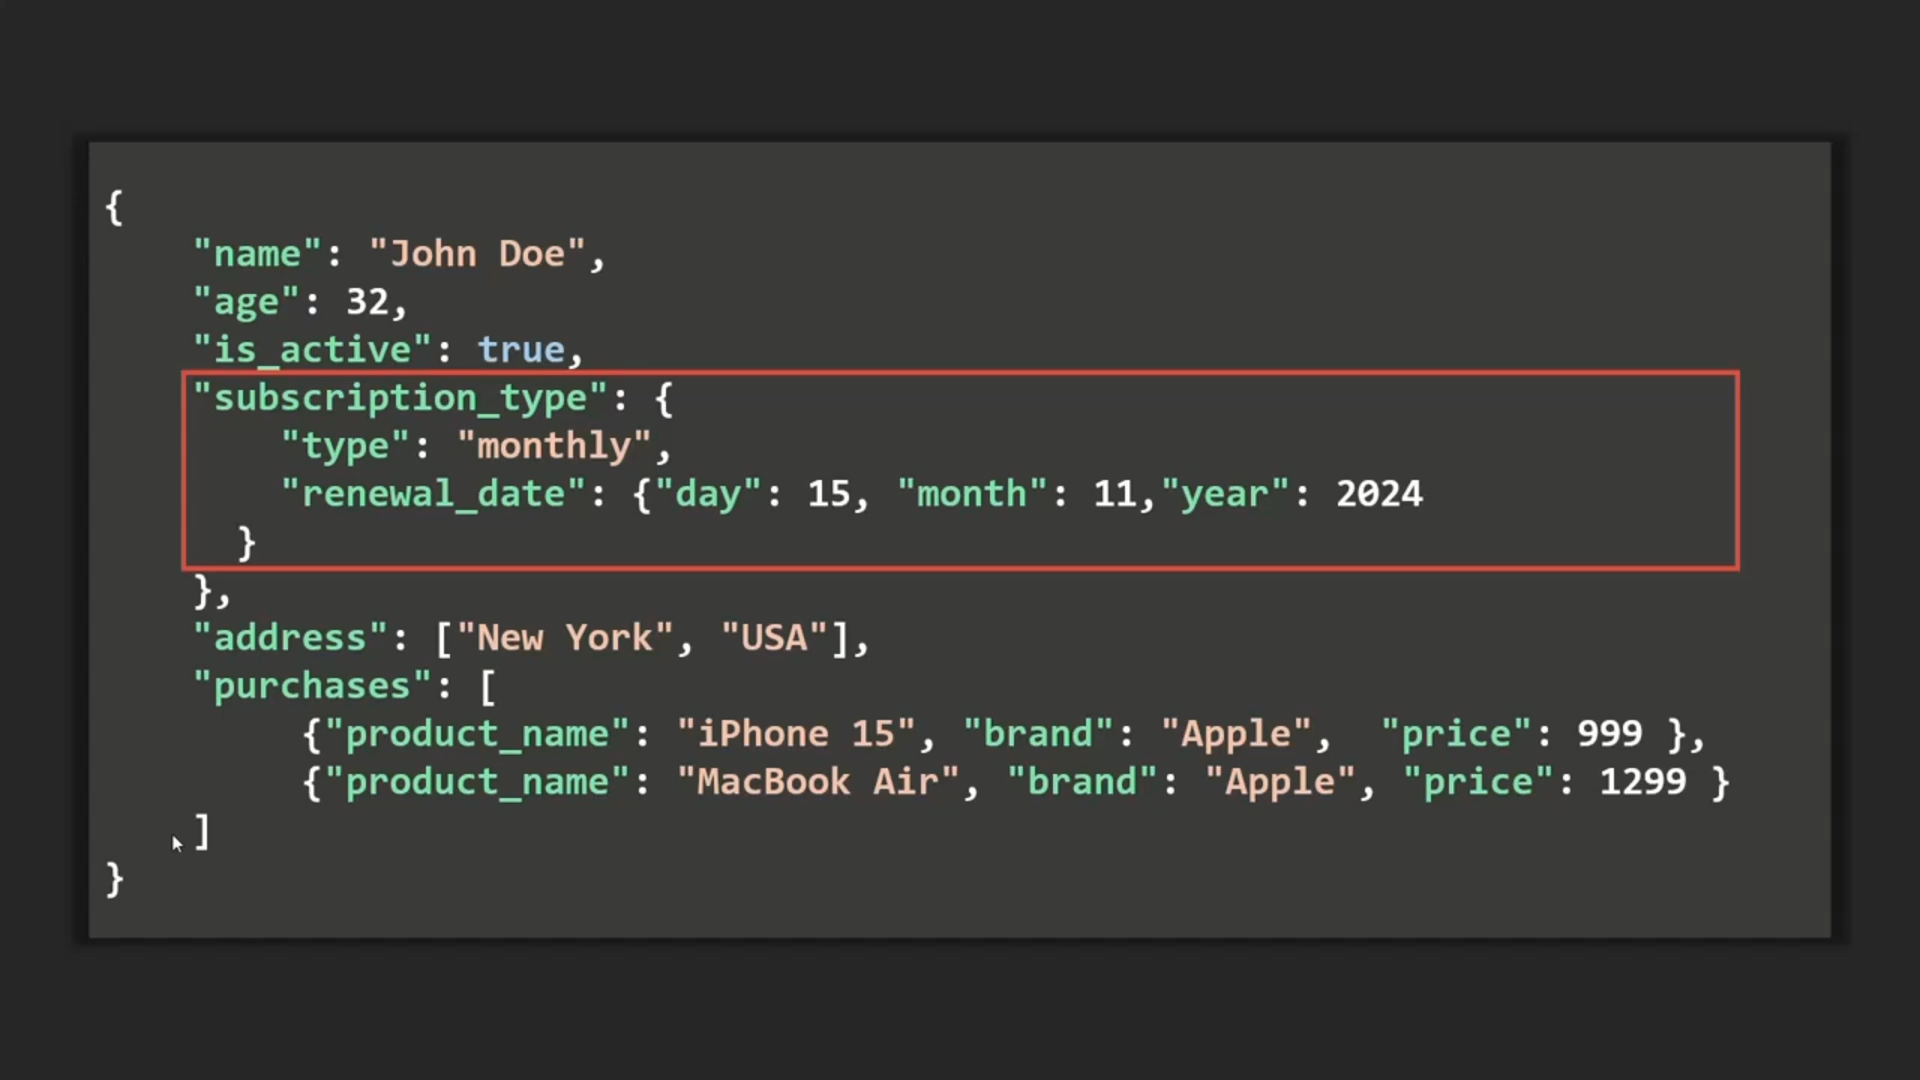 {
"name": "John Doe",
"age": 32,
"is_active": true,
"subscription_type": {
"type": "monthly",
"renewal_date": {"day": 15, "month": 11,"year": 2024
}
},
"address": ["New York", "USA"],
"purchases": [
{"product_name": "iPhone 15", "brand": "Apple",  "price": 999 },
{"product_name": "MacBook Air", "brand": "Apple", "price": 1299 }
]
}